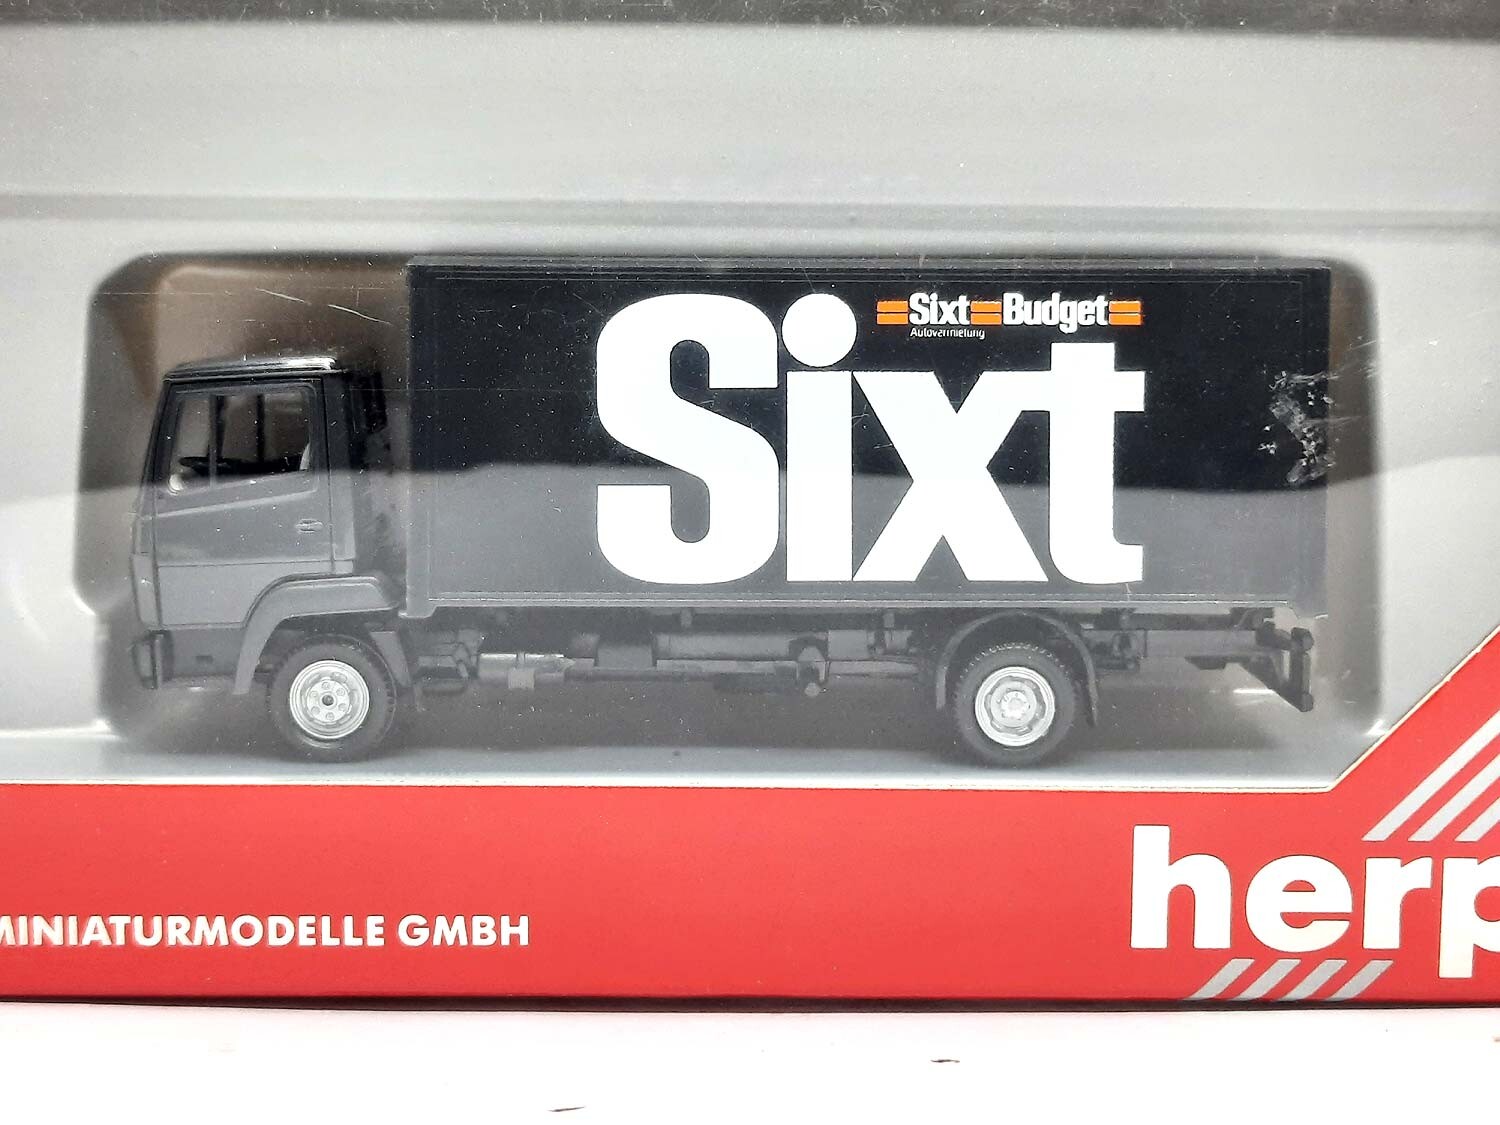 Sixt Budget
Autovermietung
Sixt
MINIATURMODELLE GMBH
herp